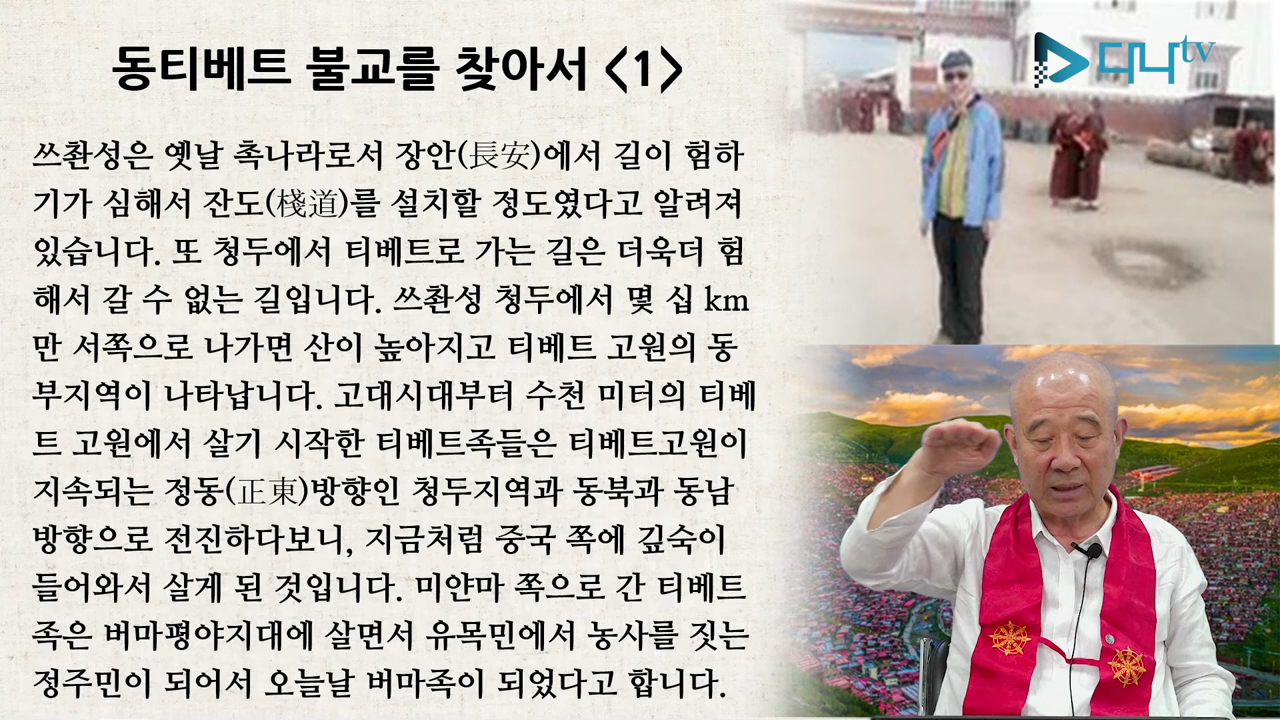 동티베트 불교를 찾아서 <1>
쓰촨성은 옛날 촉나라로서 장안(長安)에서 길이 험하
기가 심해서 잔도(棧道)를 설치할 정도였다고 알려져
있습니다. 또 청두에서 티베트로 가는 길은 더욱더 험
해서 갈 수 없는 길입니다. 쓰촨성 청두에서 몇 십 km
만 서쪽으로 나가면 산이 높아지고 티베트 고원의 동
부지역이 나타납니다. 고대시대부터 수천 미터의 티베
트 고원에서 살기 시작한 티베트족들은 티베트고원이
지속되는 정동(正東)방향인 청두지역과 동북과 동남
방향으로 전진하다보니, 지금처럼 중국 쪽에 깊숙이
들어와서 살게 된 것입니다. 미얀마 쪽으로 간 티베트
족은 버마평야지대에 살면서 유목민에서 농사를 짓는
정주민이 되어서 오늘날 버마족이 되었다고 합니다.
다나tv